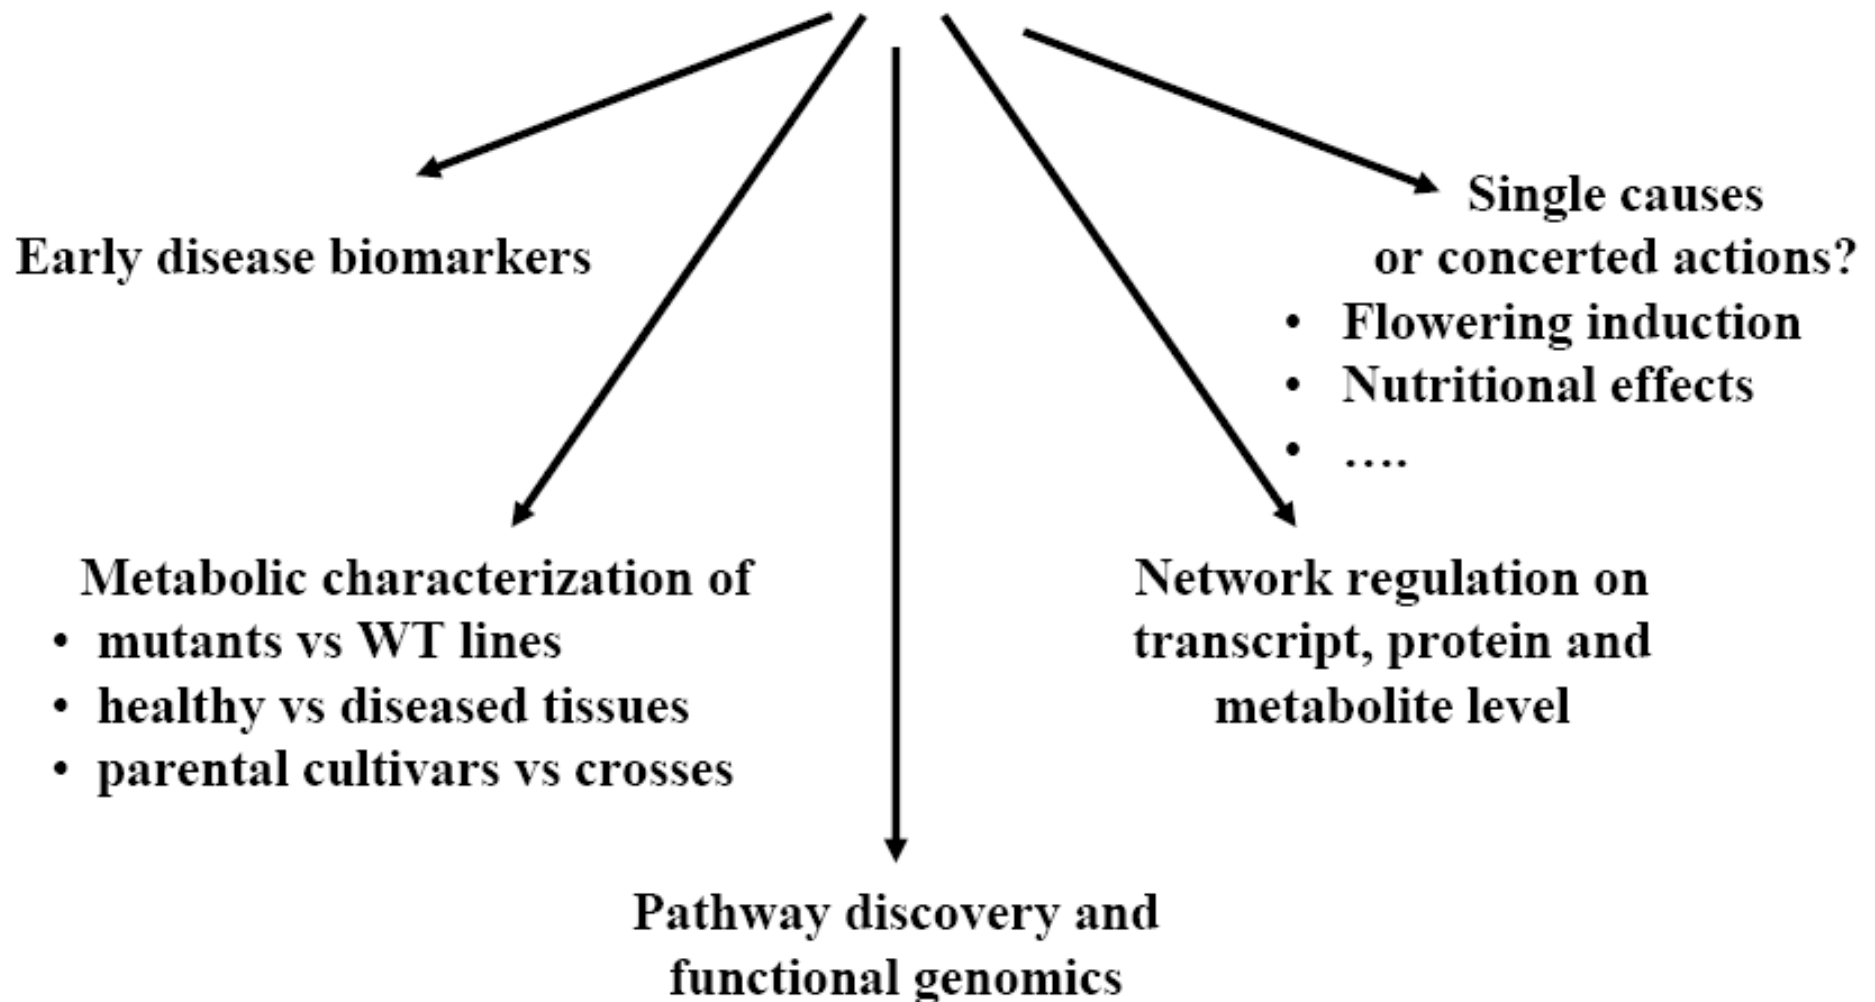 Early disease biomarkers
Single causes
or concerted actions?
• Flowering induction
• Nutritional effects
• ….
Metabolic characterization of
• mutants vs WT lines
• healthy vs diseased tissues
• parental cultivars vs crosses
Network regulation on
transcript, protein and
metabolite level
Pathway discovery and
functional genomics